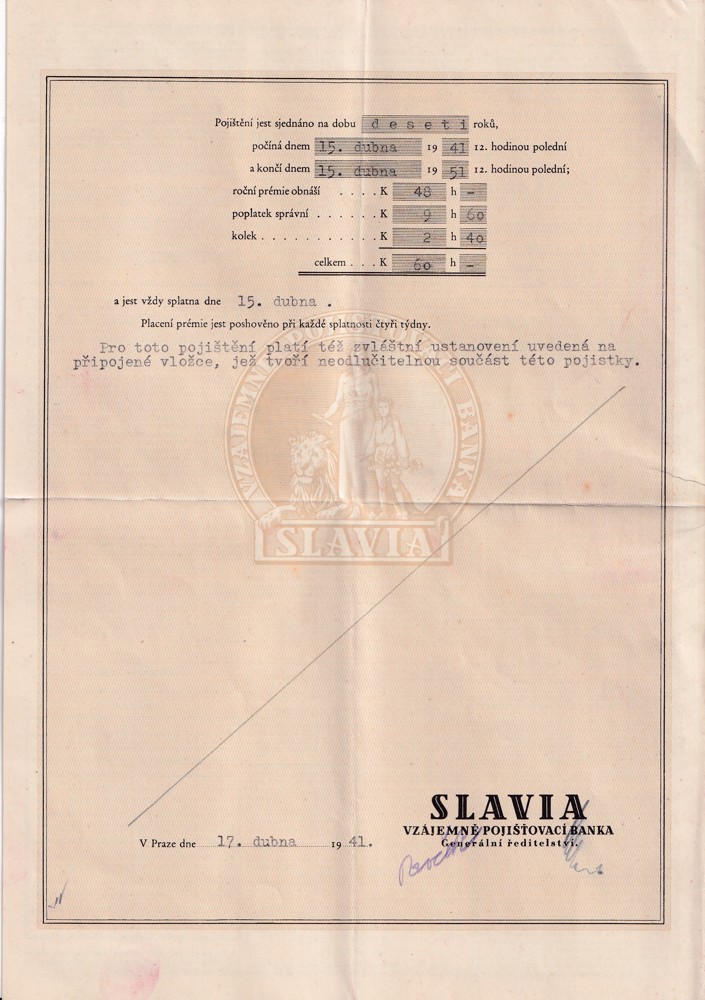 Pojištění jest sjednáno na dobu deseti roků,
počíná dnem 15. dubna 19 41 12. hodinou polední
a končí dnem 15. dubna 19 51 12. hodinou polední;
roční prémie obnáší . . . . K 48 h -
poplatek správní . . . . . . K 9 h 60
kolek . . . . . . . . . . . K 2 h 40
celkem . . . K 60 h -
a jest vždy splatna dne 15. dubna .
Placení prémie jest poshověno při každé splatnosti čtyři týdny.
Pro toto pojištění platí též zvláštní ustanovení uvedená na
připojené vložce, jež tvoří neodlučitelnou součást této pojistky.
VZÁJEMNÁ POJIŠŤOVACÍ BANKA
SLAVIA
SLAVIA
VZÁJEMNĚ POJIŠŤOVACÍ BANKA
Generální ředitelství.
V Praze dne 17. dubna 19 41.